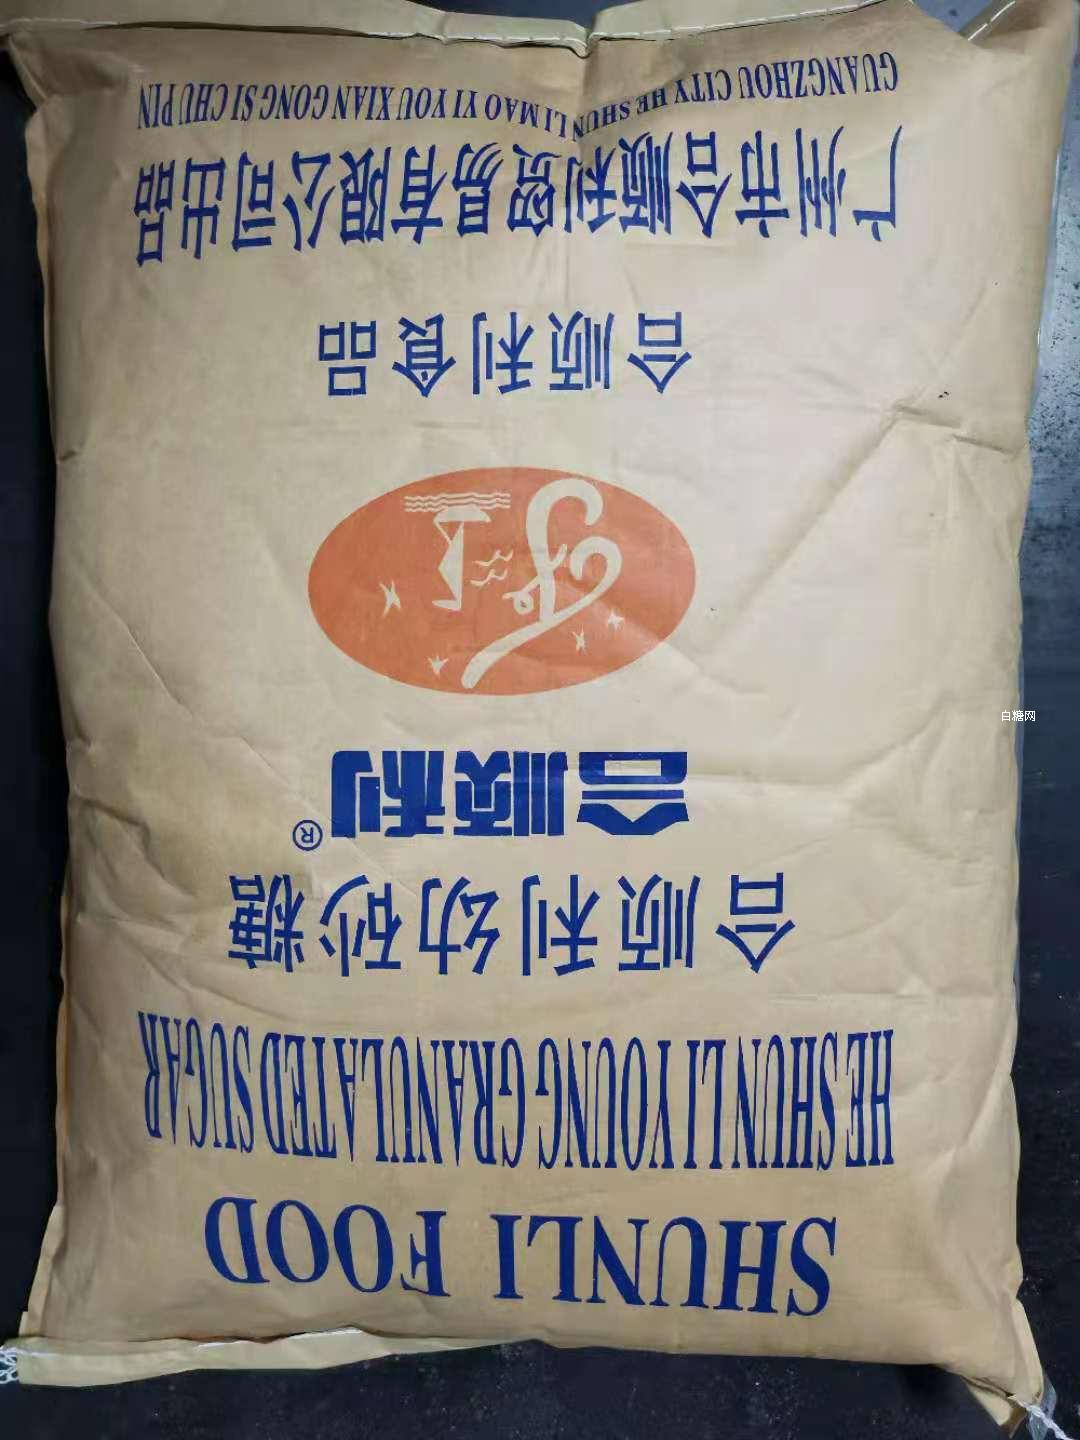 SHUNLI FOOD
HE SHUN LI YOUNG GRANULATED SUGAR
合顺利幼砂糖
合顺利®
合顺利食品
广州市合顺利贸易有限公司出品
GUANGZHOU CITY HE SHUN LI MAO YI YOU XIAN GONG SI CHU PIN
白糖网